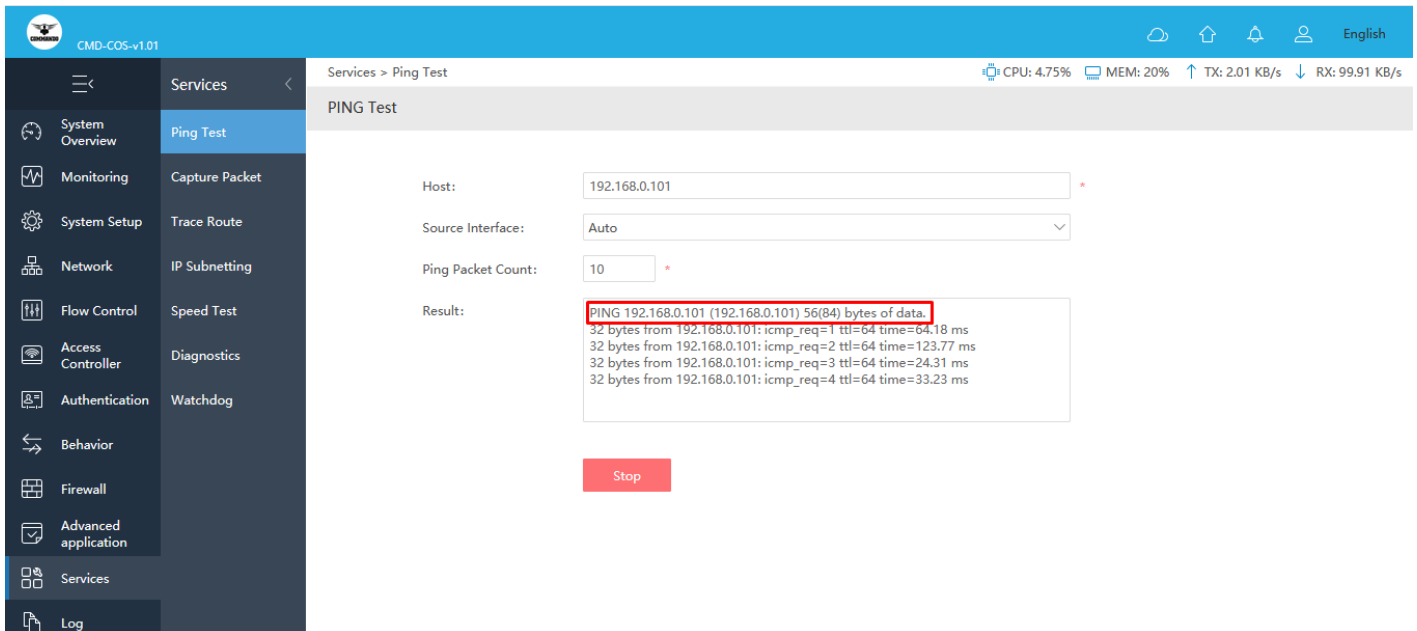 COMMANDO
CMD-COS-v1.01
English
Services
Services > Ping Test
CPU: 4.75% MEM: 20% TX: 2.01 KB/s RX: 99.91 KB/s
PING Test
System
Overview
Monitoring
System Setup
Network
Flow Control
Access
Controller
Authentication
Behavior
Firewall
Advanced
application
Services
Log
Ping Test
Capture Packet
Trace Route
IP Subnetting
Speed Test
Diagnostics
Watchdog
Host: 192.168.0.101 *
Source Interface: Auto
Ping Packet Count: 10 *
Result:
PING 192.168.0.101 (192.168.0.101) 56(84) bytes of data.
32 bytes from 192.168.0.101: icmp_req=1 ttl=64 time=64.18 ms
32 bytes from 192.168.0.101: icmp_req=2 ttl=64 time=123.77 ms
32 bytes from 192.168.0.101: icmp_req=3 ttl=64 time=24.31 ms
32 bytes from 192.168.0.101: icmp_req=4 ttl=64 time=33.23 ms
Stop